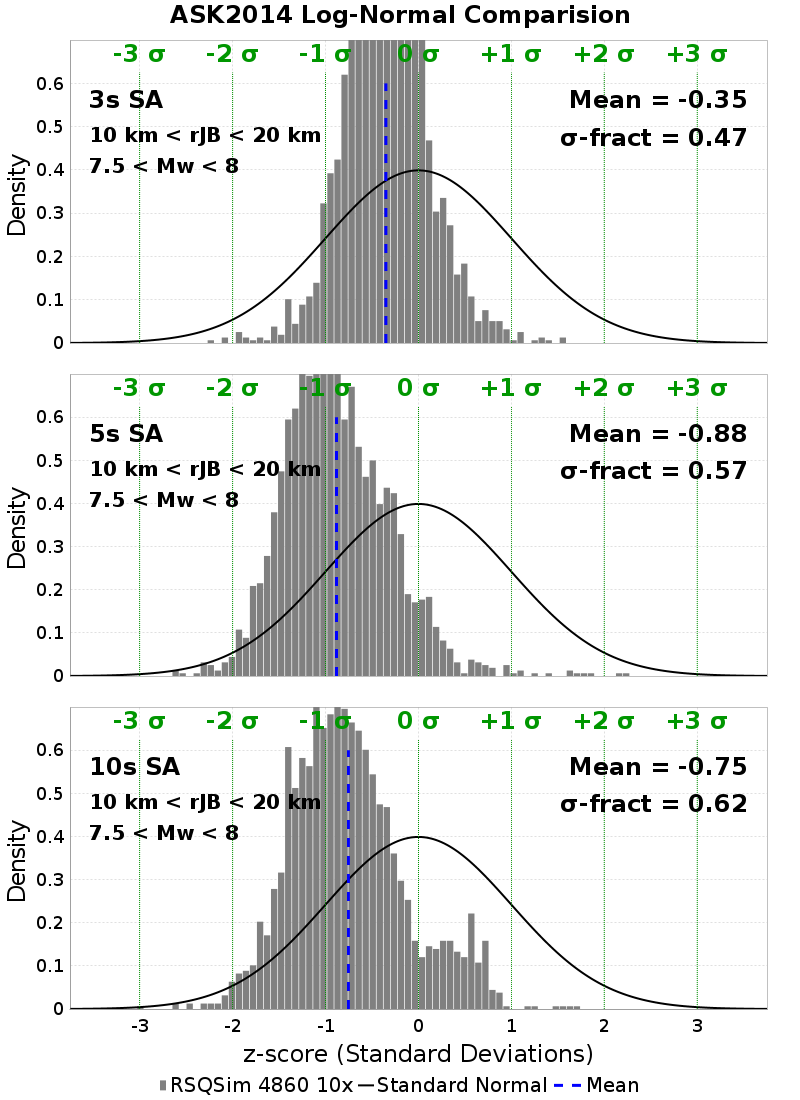 ASK2014 Log-Normal Comparision
-3 σ -2 σ -1 σ 0 σ +1 σ +2 σ +3 σ
0.6
0.5
0.4
0.3
0.2
0.1
0
Density
3s SA
10 km < rJB < 20 km
7.5 < Mw < 8
Mean = -0.35
σ-fract = 0.47
-3 σ -2 σ -1 σ 0 σ +1 σ +2 σ +3 σ
0.6
0.5
0.4
0.3
0.2
0.1
0
Density
5s SA
10 km < rJB < 20 km
7.5 < Mw < 8
Mean = -0.88
σ-fract = 0.57
-3 σ -2 σ -1 σ 0 σ +1 σ +2 σ +3 σ
0.6
0.5
0.4
0.3
0.2
0.1
0
Density
10s SA
10 km < rJB < 20 km
7.5 < Mw < 8
Mean = -0.75
σ-fract = 0.62
-3 -2 -1 0 1 2 3
z-score (Standard Deviations)
RSQSim 4860 10x Standard Normal Mean